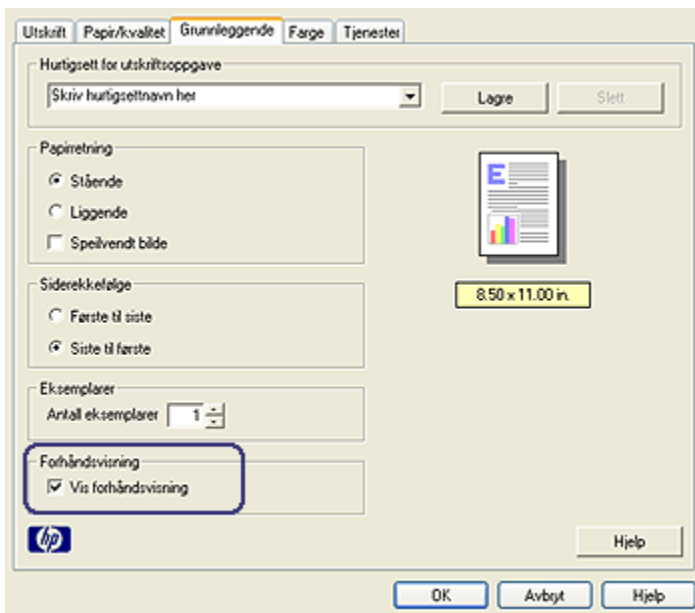 Utskrift Papir/kvalitet Grunnleggende Farge Tjenester
Hurtigsett for utskriftsoppgave
Skriv hurtigsettnavn her Lagre Slett
Papirretning
Stående
Liggende
Speilvendt bilde
E
8.50 x 11.00 in.
Siderekkefølge
Første til siste
Siste til første
Eksemplarer
Antall eksemplarer 1
Forhåndsvisning
Vis forhåndsvisning
hp
Hjelp
OK Avbryt Hjelp